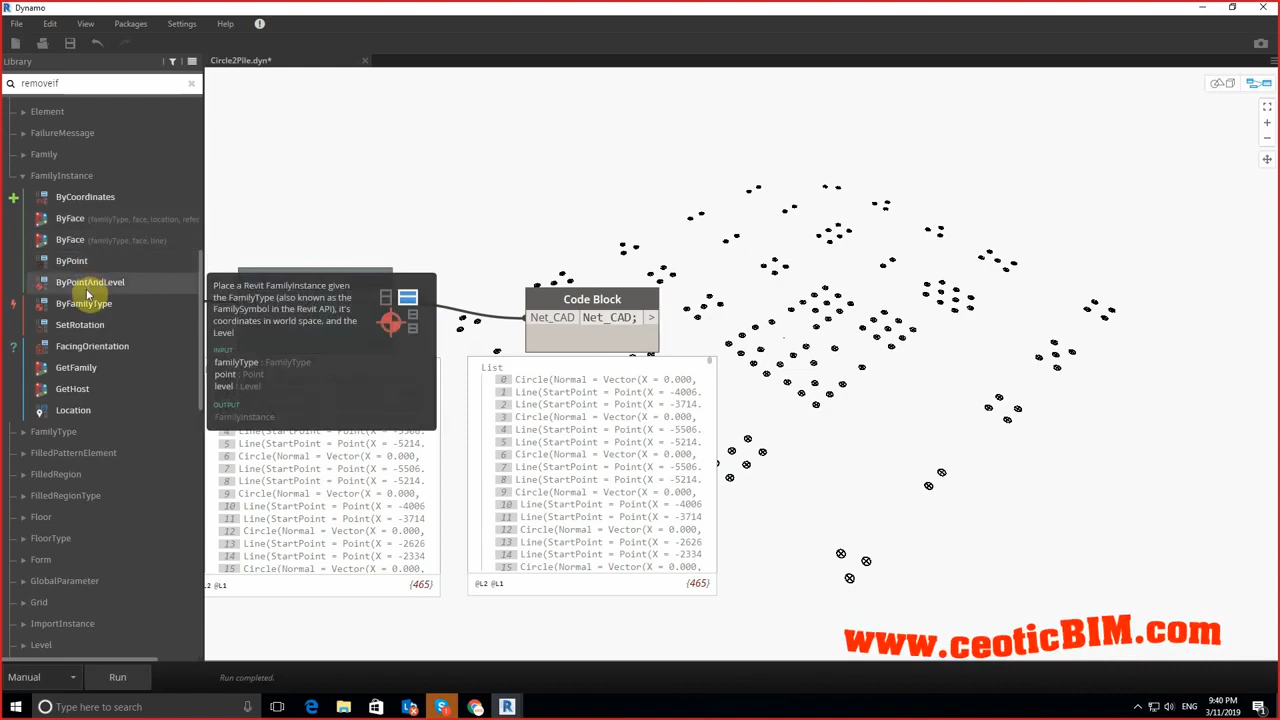 Dynamo
File Edit View Packages Settings Help
Library
Circle2Pile.dyn*
removeif
Element
FailureMessage
Family
FamilyInstance
ByCoordinates
ByFace (familyType, face, location, refer
ByFace (familyType, face, line)
ByPoint
ByPointAndLevel
ByFamilyType
SetRotation
FacingOrientation
GetFamily
GetHost
Location
FamilyType
FilledPatternElement
FilledRegion
FilledRegionType
Floor
FloorType
Form
GlobalParameter
Grid
ImportInstance
Level
Place a Revit FamilyInstance given
the FamilyType (also known as the
FamilySymbol in the Revit API), it's
coordinates in world space, and the
Level
INPUT
familyType : FamilyType
point : Point
level : Level
OUTPUT
FamilyInstance
5 Line(StartPoint = Point(X = -5214.
6 Circle(Normal = Vector(X = 0.000,
7 Line(StartPoint = Point(X = -5506.
8 Line(StartPoint = Point(X = -5214.
9 Circle(Normal = Vector(X = 0.000,
10 Line(StartPoint = Point(X = -4006
11 Line(StartPoint = Point(X = -3714
12 Circle(Normal = Vector(X = 0.000,
13 Line(StartPoint = Point(X = -2626
14 Line(StartPoint = Point(X = -2334
15 Circle(Normal = Vector(X = 0.000,
L2 @L1 {465}
Code Block
Net_CAD Net_CAD; >
List
0 Circle(Normal = Vector(X = 0.000,
1 Line(StartPoint = Point(X = -4006.
2 Line(StartPoint = Point(X = -3714.
3 Circle(Normal = Vector(X = 0.000,
4 Line(StartPoint = Point(X = -5506.
5 Line(StartPoint = Point(X = -5214.
6 Circle(Normal = Vector(X = 0.000,
7 Line(StartPoint = Point(X = -5506.
8 Line(StartPoint = Point(X = -5214.
9 Circle(Normal = Vector(X = 0.000,
10 Line(StartPoint = Point(X = -4006
11 Line(StartPoint = Point(X = -3714
12 Circle(Normal = Vector(X = 0.000,
13 Line(StartPoint = Point(X = -2626
14 Line(StartPoint = Point(X = -2334
15 Circle(Normal = Vector(X = 0.000,
@L2 @L1 {465}
www.ceoticBIM.com
Manual Run Run completed.
Type here to search
9:40 PM
3/11/2019